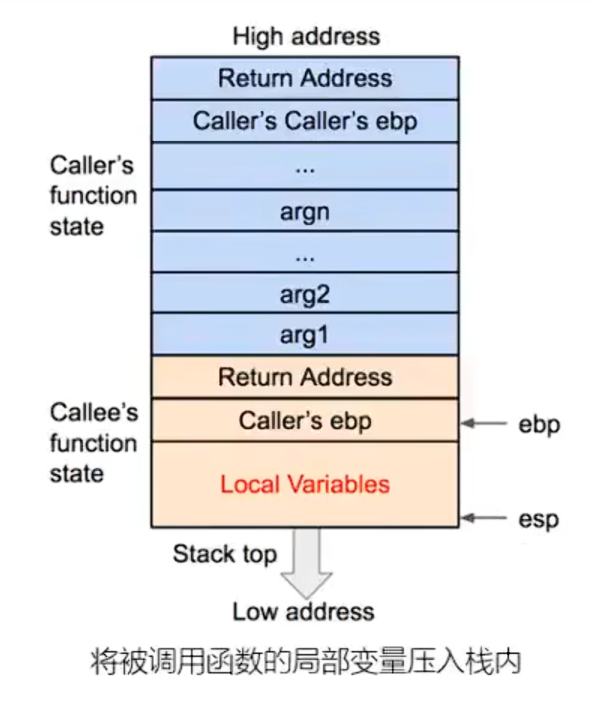 High address
Return Address
Caller's Caller's ebp
...
argn
...
arg2
arg1
Caller's
function
state
Return Address
Caller's ebp
Local Variables
Callee's
function
state
ebp
esp
Stack top
Low address
将被调用函数的局部变量压入栈内